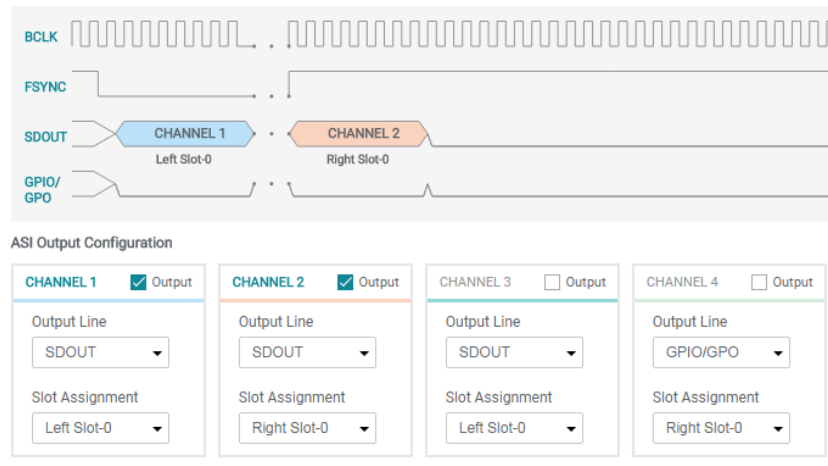 BCLK
FSYNC
SDOUT CHANNEL 1 CHANNEL 2
Left Slot-0 Right Slot-0
GPIO/
GPO
ASI Output Configuration
CHANNEL 1 Output CHANNEL 2 Output CHANNEL 3 Output CHANNEL 4 Output
Output Line Output Line Output Line Output Line
SDOUT SDOUT SDOUT GPIO/GPO
Slot Assignment Slot Assignment Slot Assignment Slot Assignment
Left Slot-0 Right Slot-0 Left Slot-0 Right Slot-0